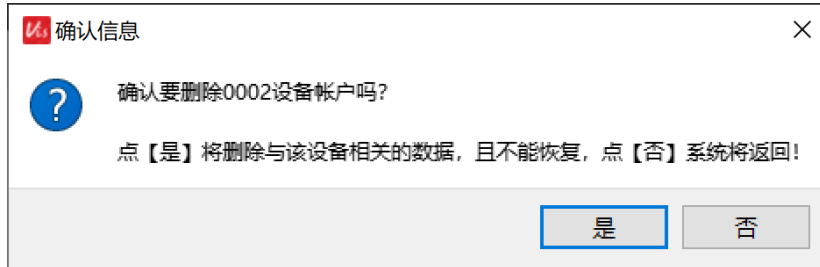 Vis 确认信息
确认要删除0002设备帐户吗?
点【是】将删除与该设备相关的数据，且不能恢复，点【否】系统将返回!
是 否